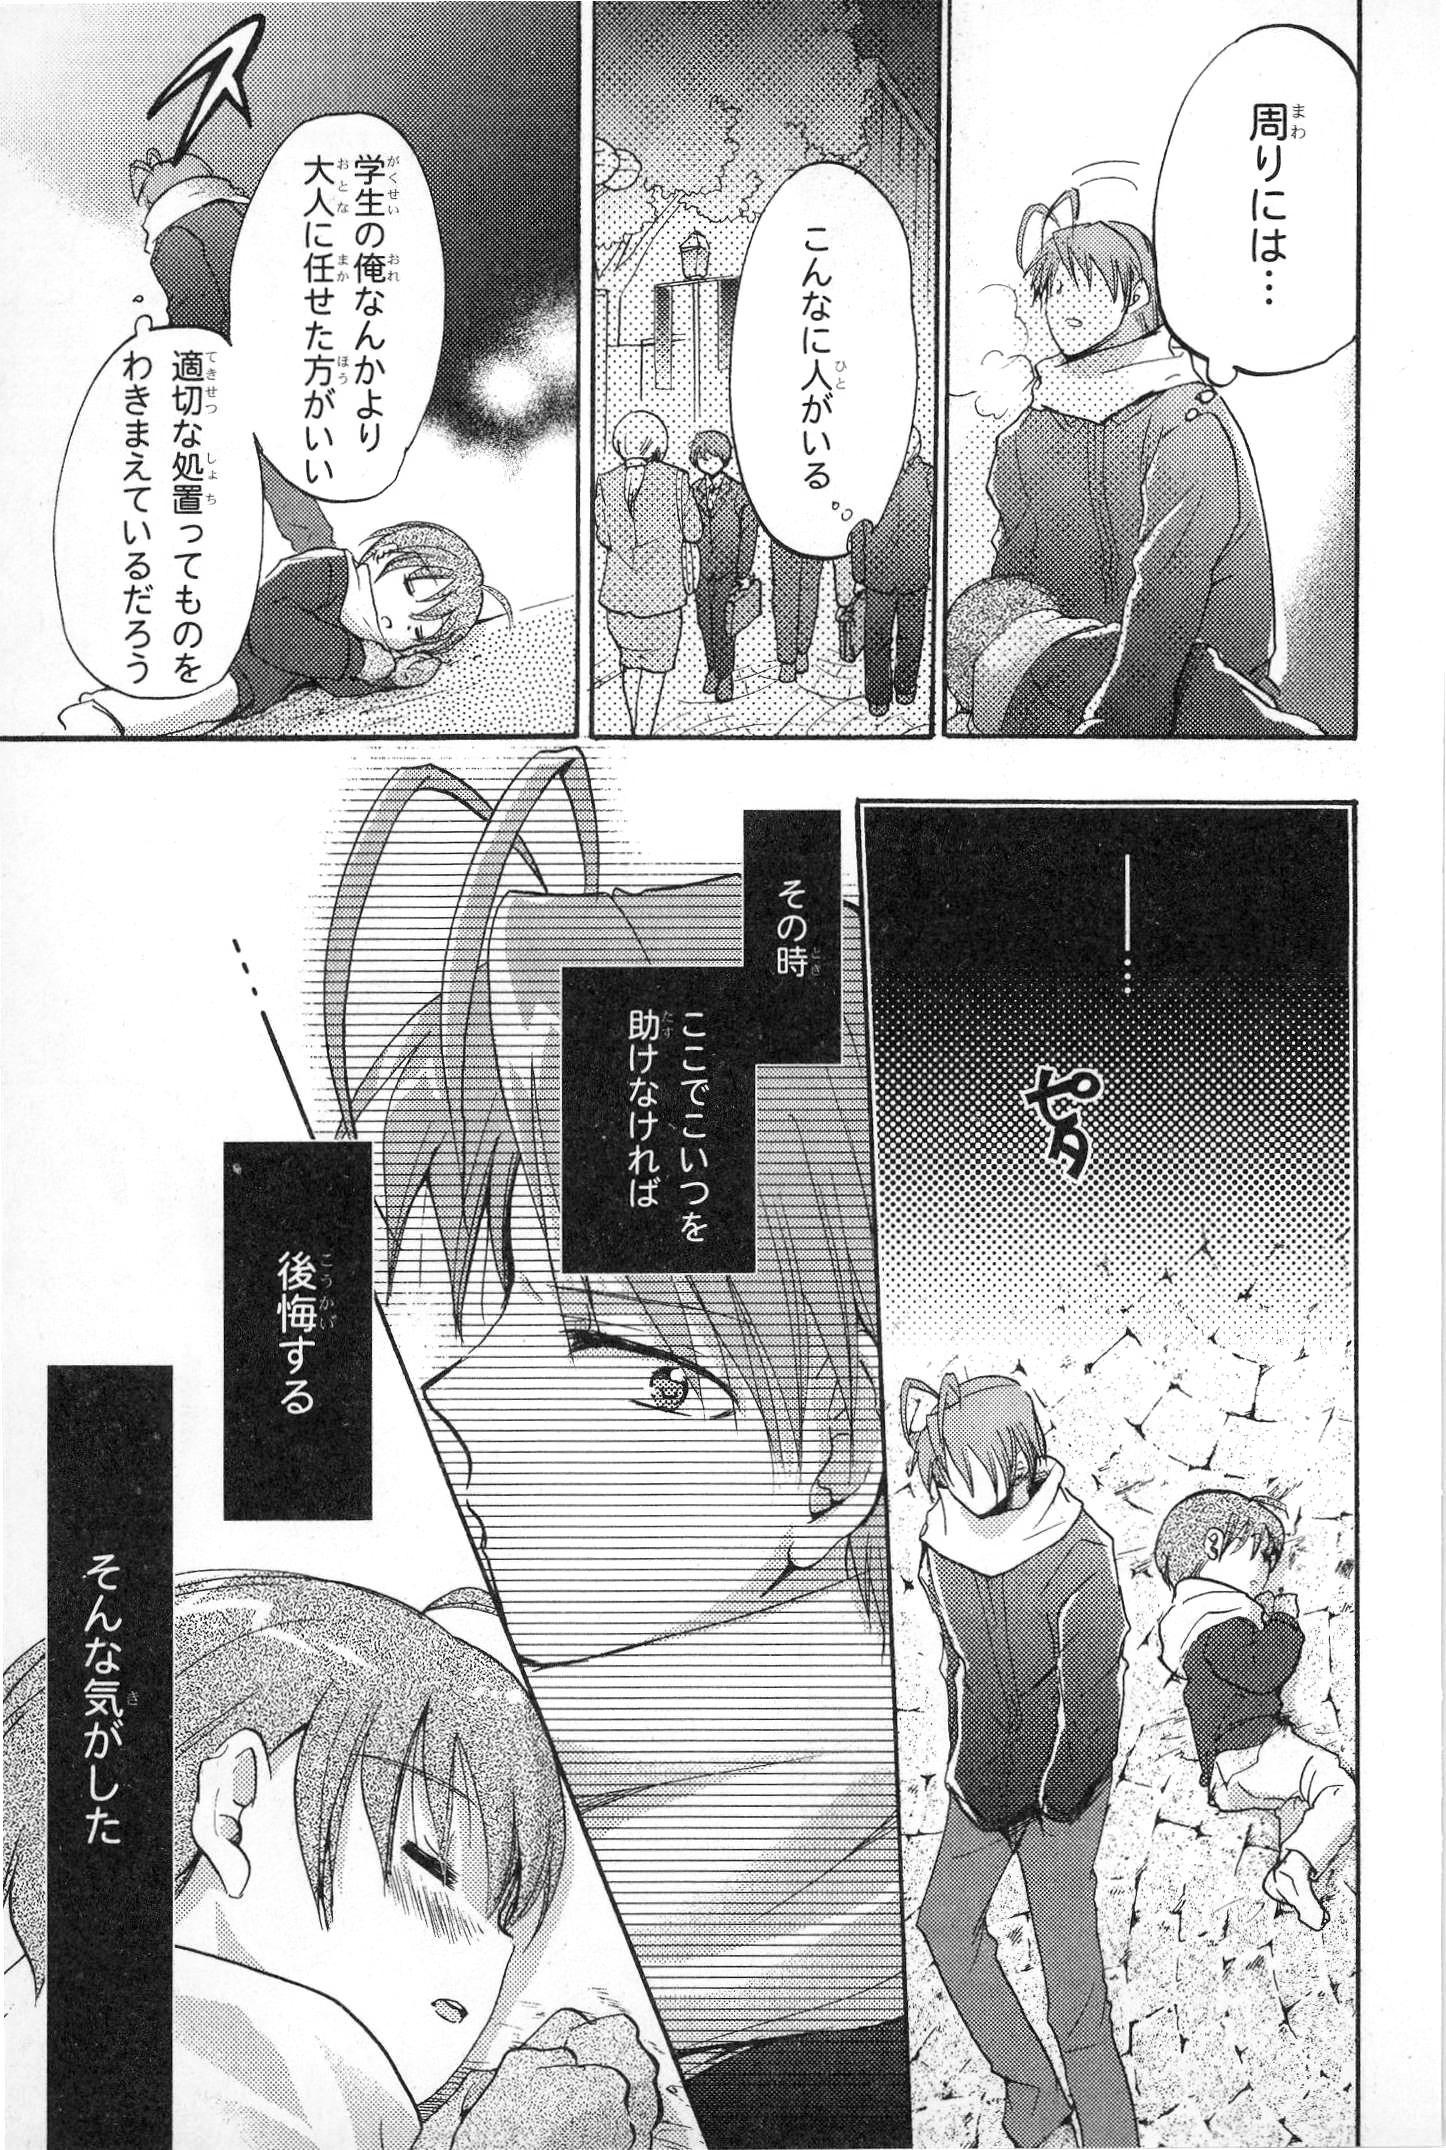 周りには…
こんなに人がいる
学生の俺なんかより
大人に任せた方がいい
適切な処置ってものを
わきまえているだろう
ス
―…
ピタ
その時
ここでこいつを
助けなければ
後悔する
そんな気がした